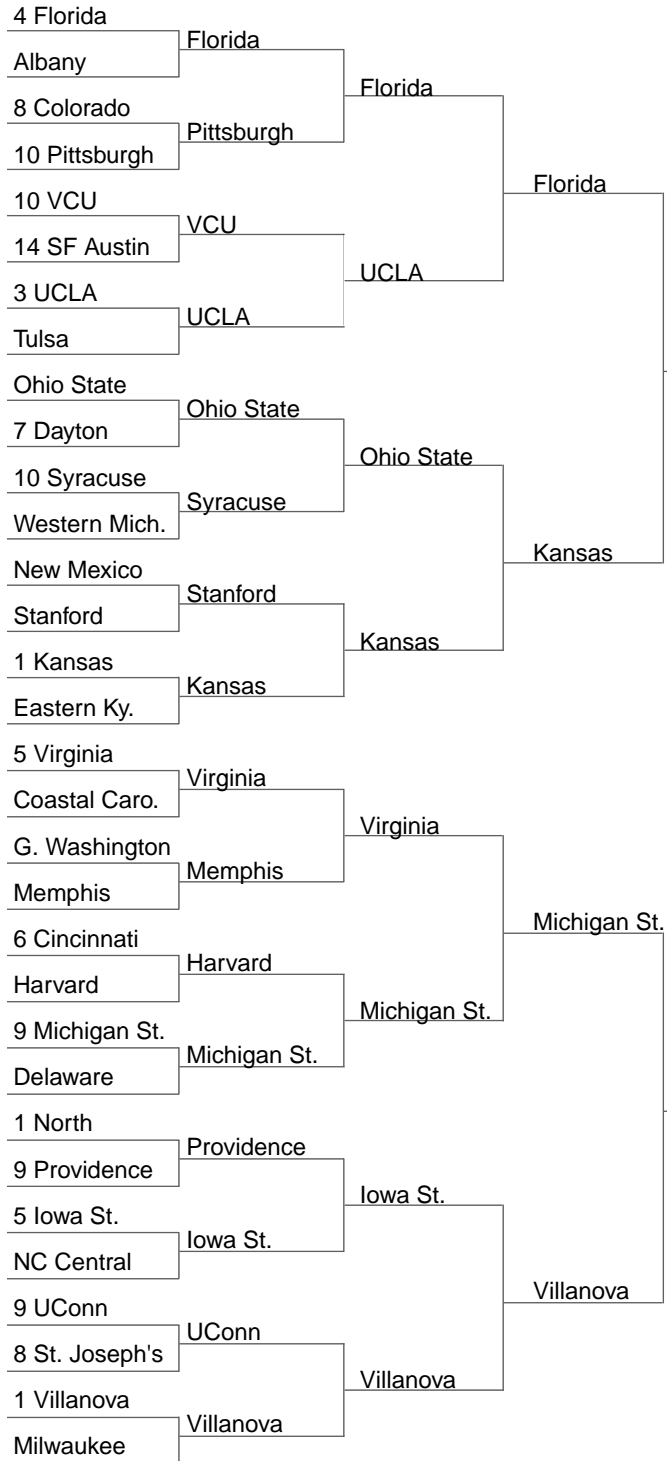 4 Florida
Albany
8 Colorado
10 Pittsburgh
10 VCU
14 SF Austin
3 UCLA
Tulsa
Ohio State
7 Dayton
10 Syracuse
Western Mich.
New Mexico
Stanford
1 Kansas
Eastern Ky.
5 Virginia
Coastal Caro.
G. Washington
Memphis
6 Cincinnati
Harvard
9 Michigan St.
Delaware
1 North
9 Providence
5 Iowa St.
NC Central
9 UConn
8 St. Joseph's
1 Villanova
Milwaukee
Florida
Pittsburgh
VCU
UCLA
Ohio State
Syracuse
Stanford
Kansas
Virginia
Memphis
Harvard
Michigan St.
Providence
Iowa St.
UConn
Villanova
Florida
UCLA
Ohio State
Kansas
Virginia
Michigan St.
Iowa St.
Villanova
Florida
Kansas
Michigan St.
Villanova